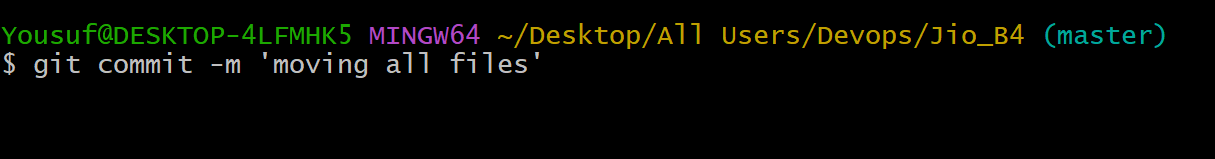 Yousuf@DESKTOP-4LFMHK5 MINGW64 ~/Desktop/All Users/Devops/Jio_B4 (master)
$ git commit -m 'moving all files'